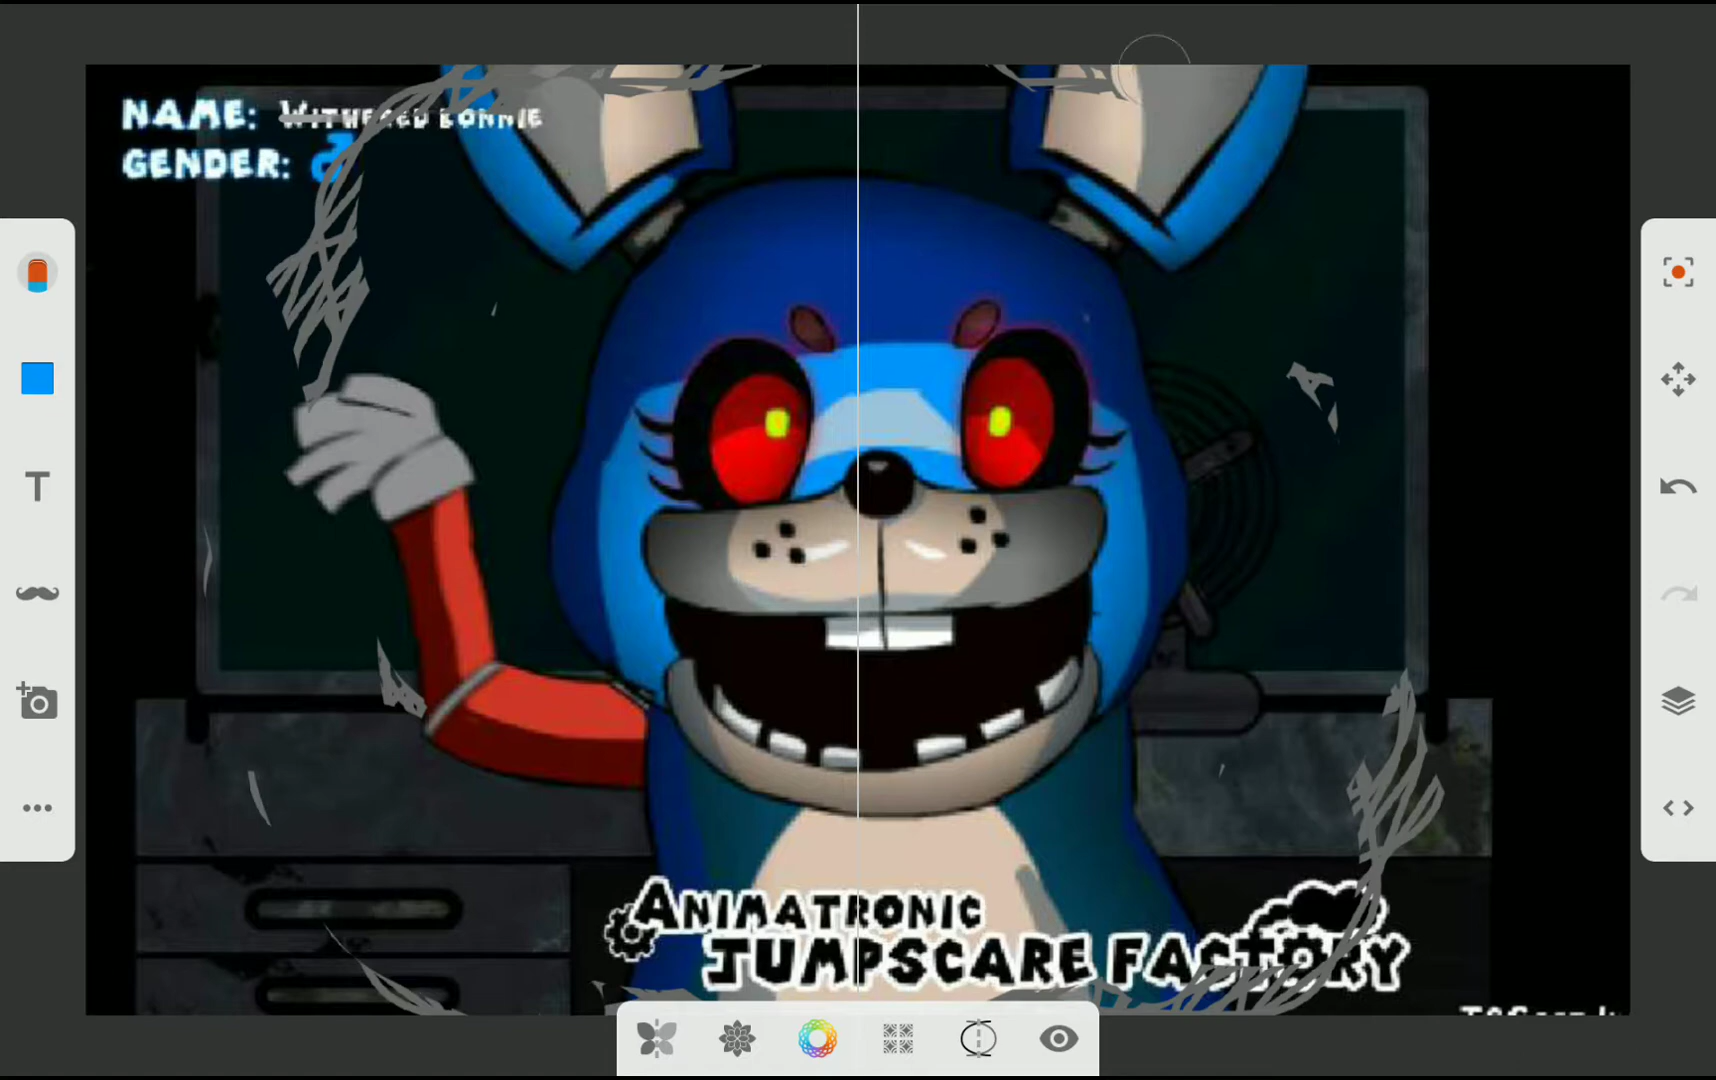 NAME: WITHERED BONNIE
GENDER: ♂
T
ANIMATRONIC
JUMPSCARE FACTORY